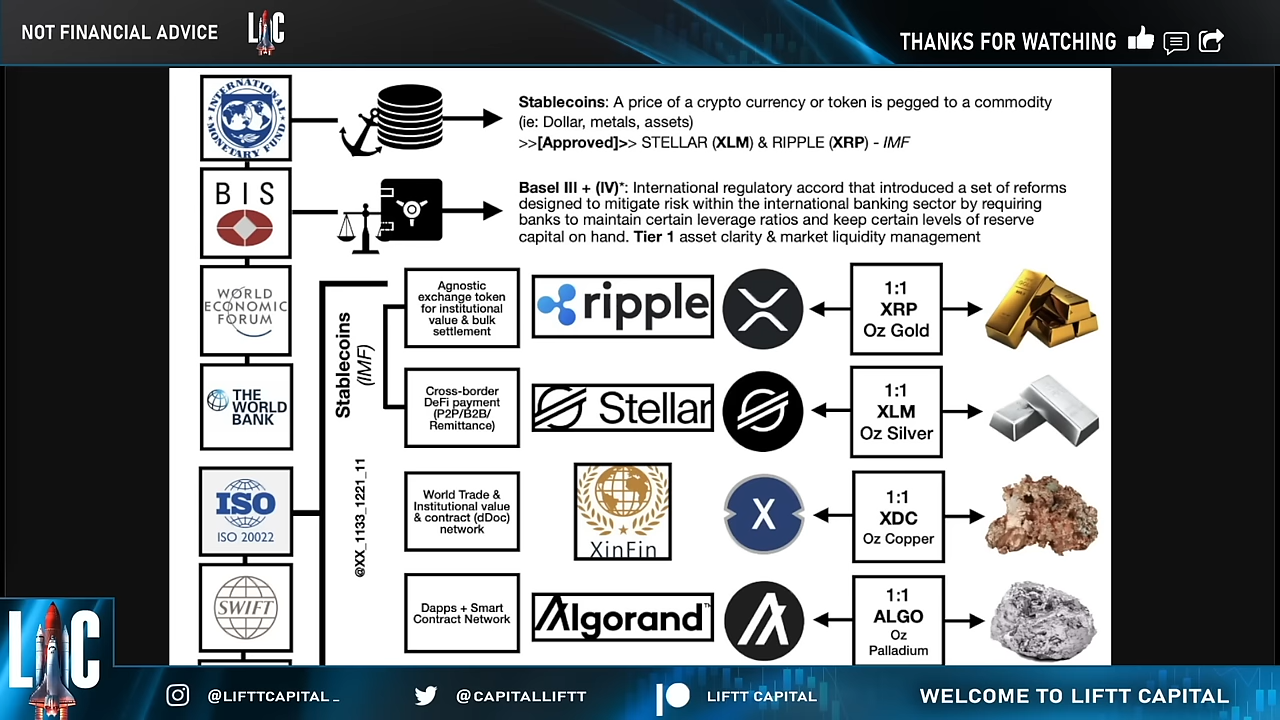 NOT FINANCIAL ADVICE
LC
THANKS FOR WATCHING
INTERNATIONAL MONETARY FUND
Stablecoins: A price of a crypto currency or token is pegged to a commodity
(ie: Dollar, metals, assets)
>>[Approved]>> STELLAR (XLM) & RIPPLE (XRP) - IMF
BIS
Basel III + (IV)*: International regulatory accord that introduced a set of reforms
designed to mitigate risk within the international banking sector by requiring
banks to maintain certain leverage ratios and keep certain levels of reserve
capital on hand. Tier 1 asset clarity & market liquidity management
WORLD
ECONOMIC
FORUM
THE
WORLD
BANK
ISO
ISO 20022
SWIFT
Stablecoins
(IMF)
@XX_1133_1221_11
Agnostic
exchange token
for institutional
value & bulk
settlement
ripple
1:1
XRP
Oz Gold
Cross-border
DeFi payment
(P2P/B2B/
Remittance)
Stellar
1:1
XLM
Oz Silver
World Trade &
Institutional value
& contract (dDoc)
network
XinFin
X
1:1
XDC
Oz Copper
Dapps + Smart
Contract Network
Algorand™
1:1
ALGO
Oz
Palladium
LC
@LIFTTCAPITAL_
@CAPITALLIFTT
LIFTT CAPITAL
WELCOME TO LIFTT CAPITAL